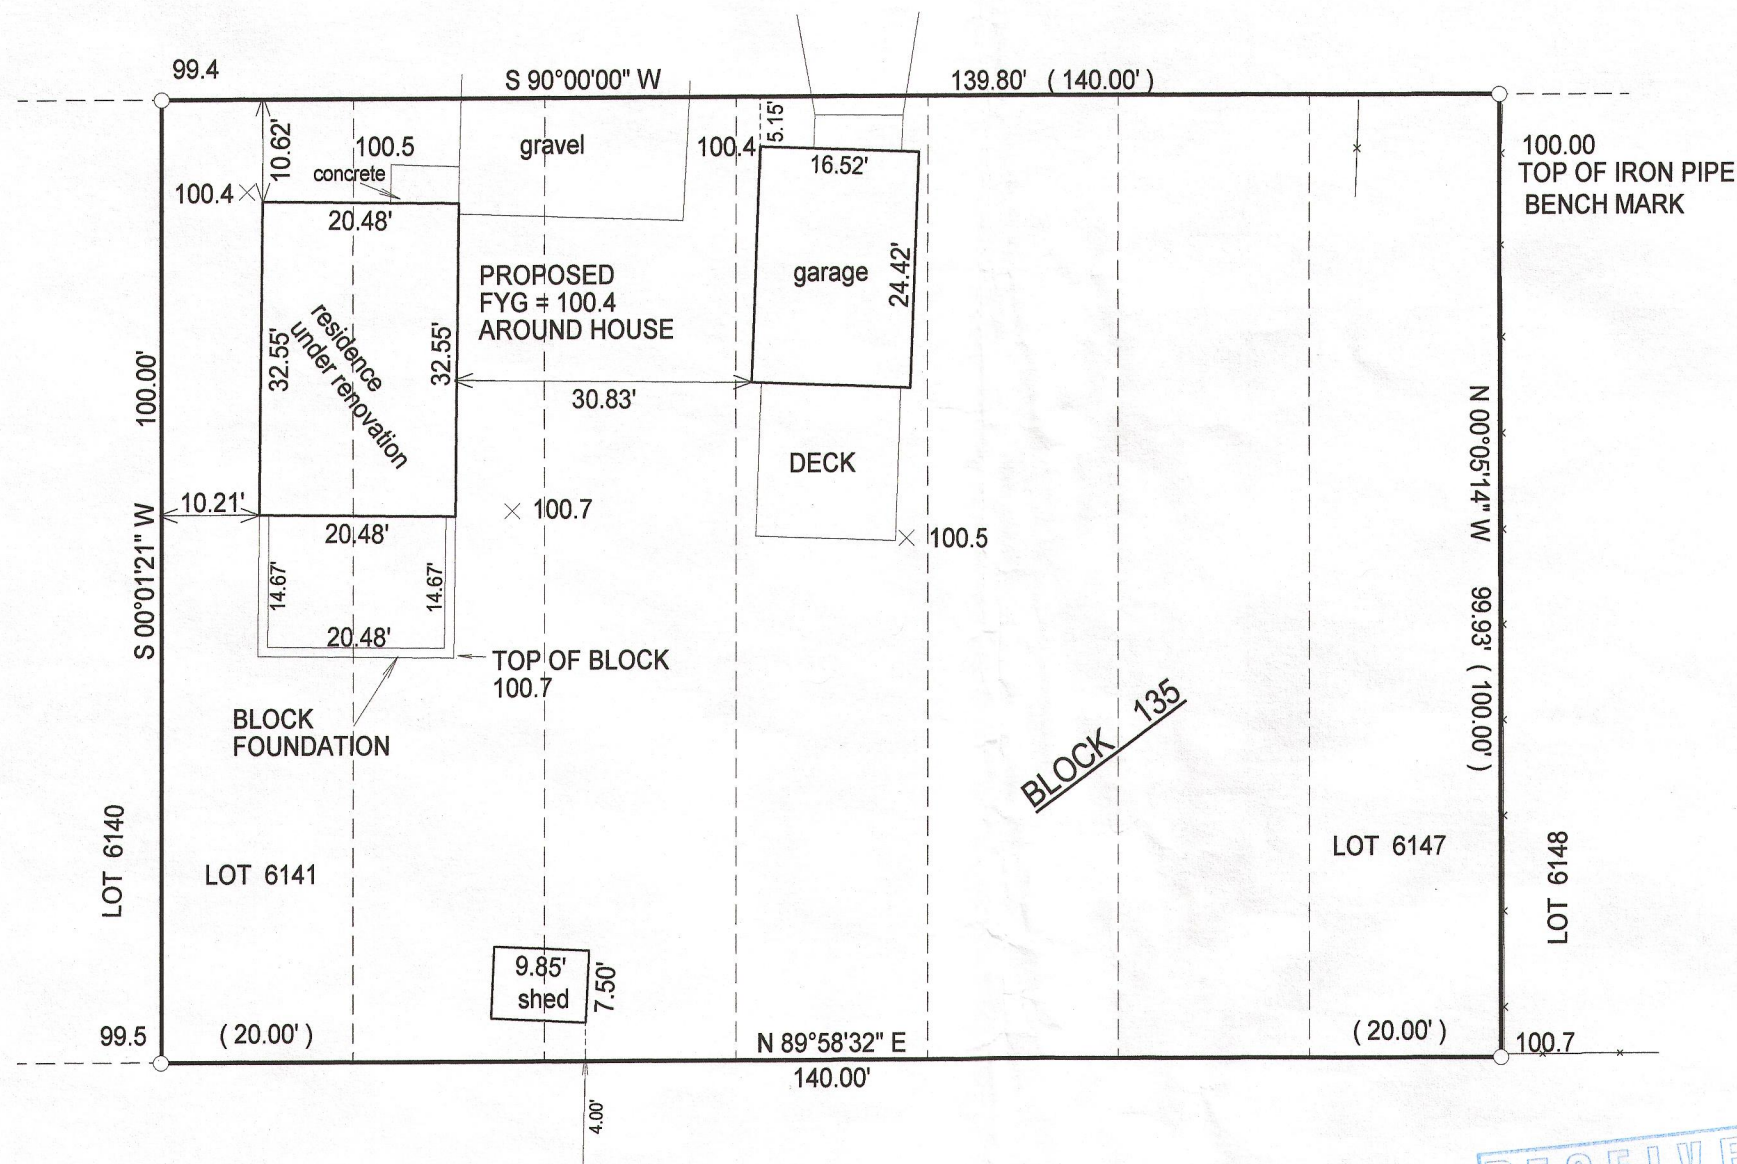 99.4
S 90°00'00" W
139.80' ( 140.00' )
10.62'
100.5
concrete
gravel
100.4
5.15'
16.52'
100.00
TOP OF IRON PIPE
BENCH MARK
100.4
20.48'
PROPOSED
FYG = 100.4
AROUND HOUSE
garage
24.42'
residence
under renovation
32.55'
32.55'
30.83'
100.00'
S 00°01'21" W
DECK
N 00°05'14" W
99.93' ( 100.00' )
10.21'
100.7
20.48'
100.5
14.67'
14.67'
20.48'
TOP OF BLOCK
100.7
BLOCK
FOUNDATION
BLOCK 135
LOT 6140
LOT 6141
LOT 6147
LOT 6148
9.85'
shed
7.50'
99.5
( 20.00' )
N 89°58'32" E
140.00'
( 20.00' )
100.7
4.00'